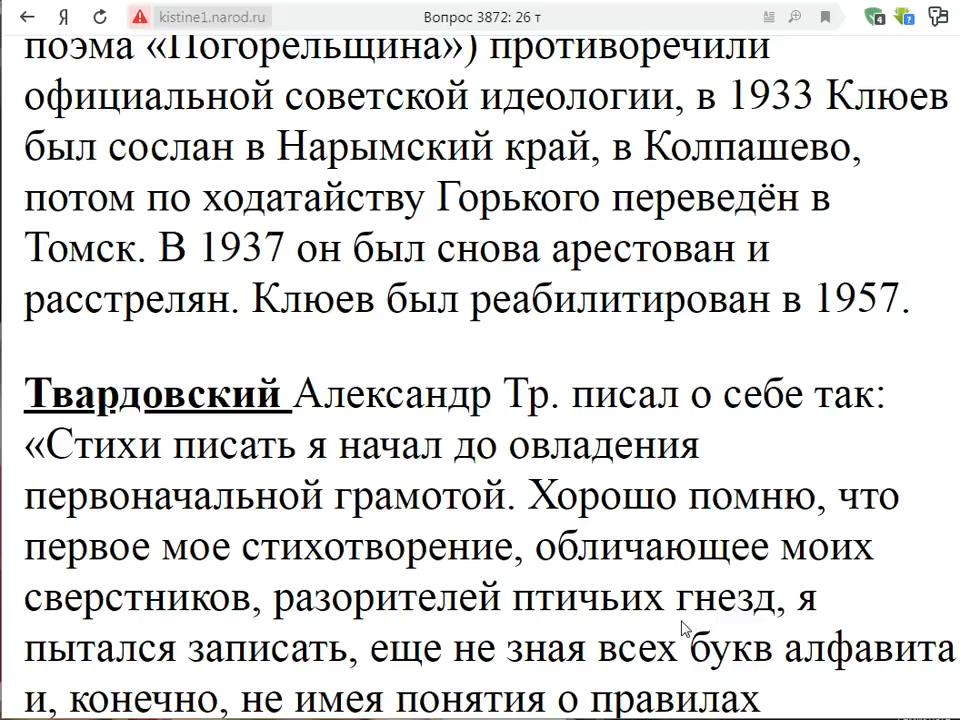 kistine1.narod.ru
Вопрос 3872: 26 т
4
?
поэма «Погорельщина») противоречили
официальной советской идеологии, в 1933 Клюев
был сослан в Нарымский край, в Колпашево,
потом по ходатайству Горького переведён в
Томск. В 1937 он был снова арестован и
расстрелян. Клюев был реабилитирован в 1957.
Твардовский Александр Тр. писал о себе так:
«Стихи писать я начал до овладения
первоначальной грамотой. Хорошо помню, что
первое мое стихотворение, обличающее моих
сверстников, разорителей птичьих гнезд, я
пытался записать, еще не зная всех букв алфавита
и, конечно, не имея понятия о правилах